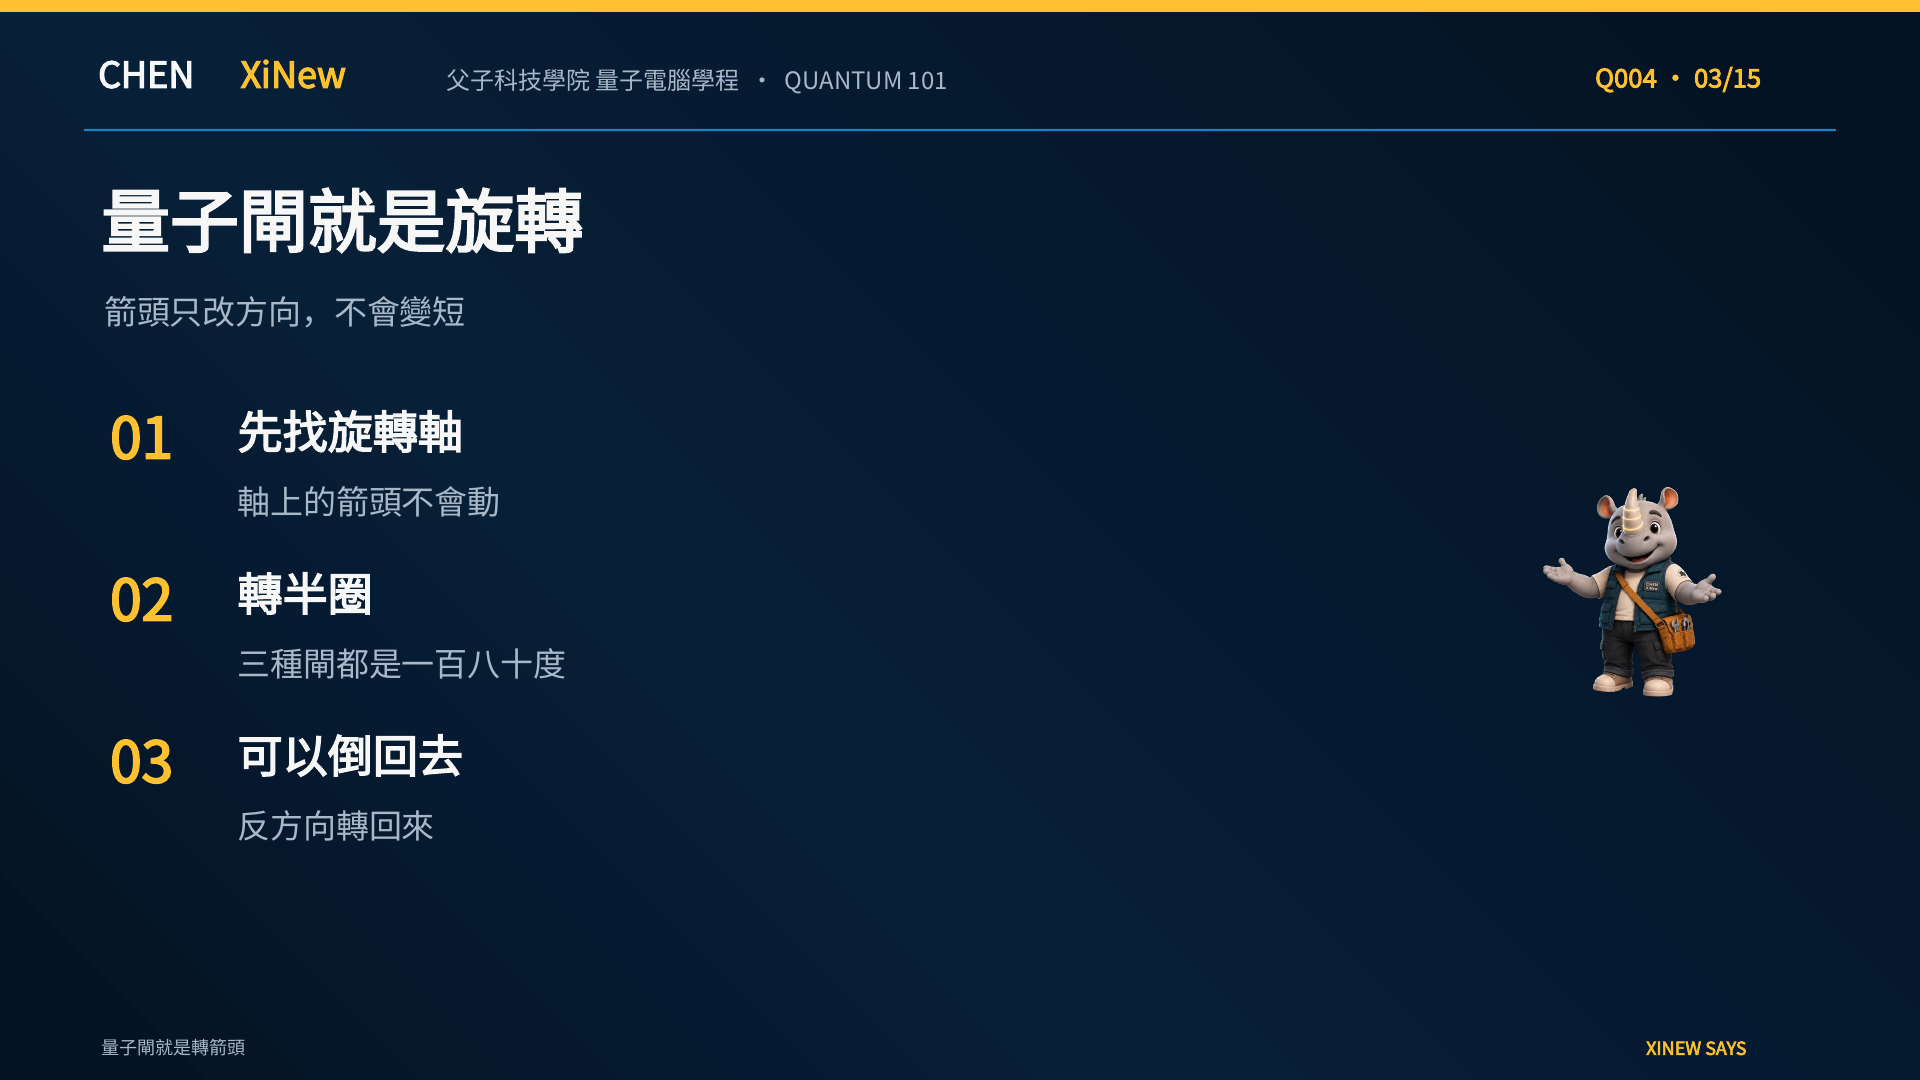 CHEN XiNew 父子科技學院 量子電腦學程 • QUANTUM 101 Q004 • 03/15
量子閘就是旋轉
箭頭只改方向，不會變短
01 先找旋轉軸
軸上的箭頭不會動
02 轉半圈
三種閘都是一百八十度
03 可以倒回去
反方向轉回來
量子閘就是轉箭頭 XINEW SAYS